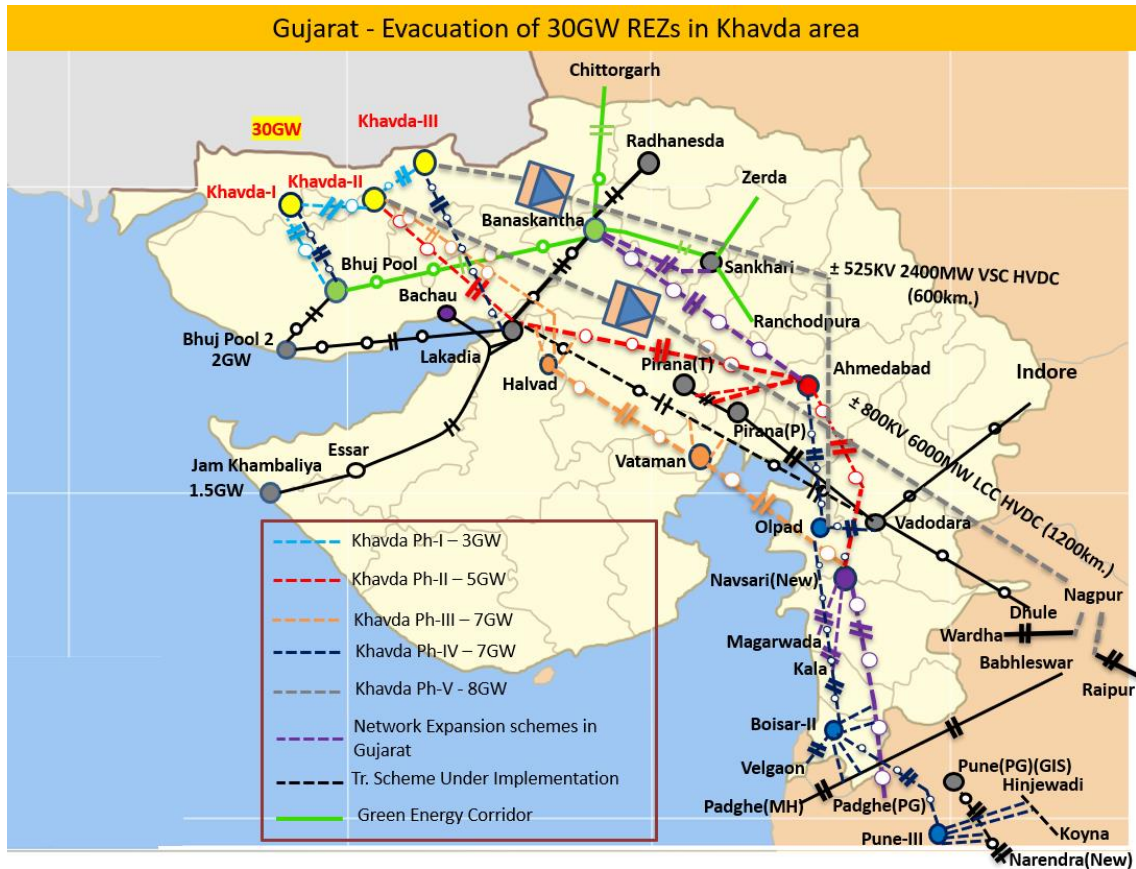 Gujarat - Evacuation of 30GW REZs in Khavda area
Chittorgarh
Khavda-III
30GW
Radhanesda
Khavda-II
Khavda-I
Zerda
Banaskantha
Bhuj Pool
Sankhari
± 525KV 2400MW VSC HVDC
(600km.)
Bachau
Ranchodpura
Bhuj Pool 2
2GW
Lakadia
Halvad
Pirana(T)
Ahmedabad
Indore
Pirana(P)
± 800KV 6000MW LCC HVDC (1200km.)
Essar
Vataman
Jam Khambaliya
1.5GW
Olpad
Vadodara
Navsari(New)
Nagpur
Dhule
Wardha
Magarwada
Kala
Babhleswar
Raipur
Boisar-II
Velgaon
Pune(PG)(GIS)
Hinjewadi
Padghe(MH)
Padghe(PG)
Pune-III
Koyna
Narendra(New)
Khavda Ph-I – 3GW
Khavda Ph-II – 5GW
Khavda Ph-III – 7GW
Khavda Ph-IV – 7GW
Khavda Ph-V - 8GW
Network Expansion schemes in
Gujarat
Tr. Scheme Under Implementation
Green Energy Corridor